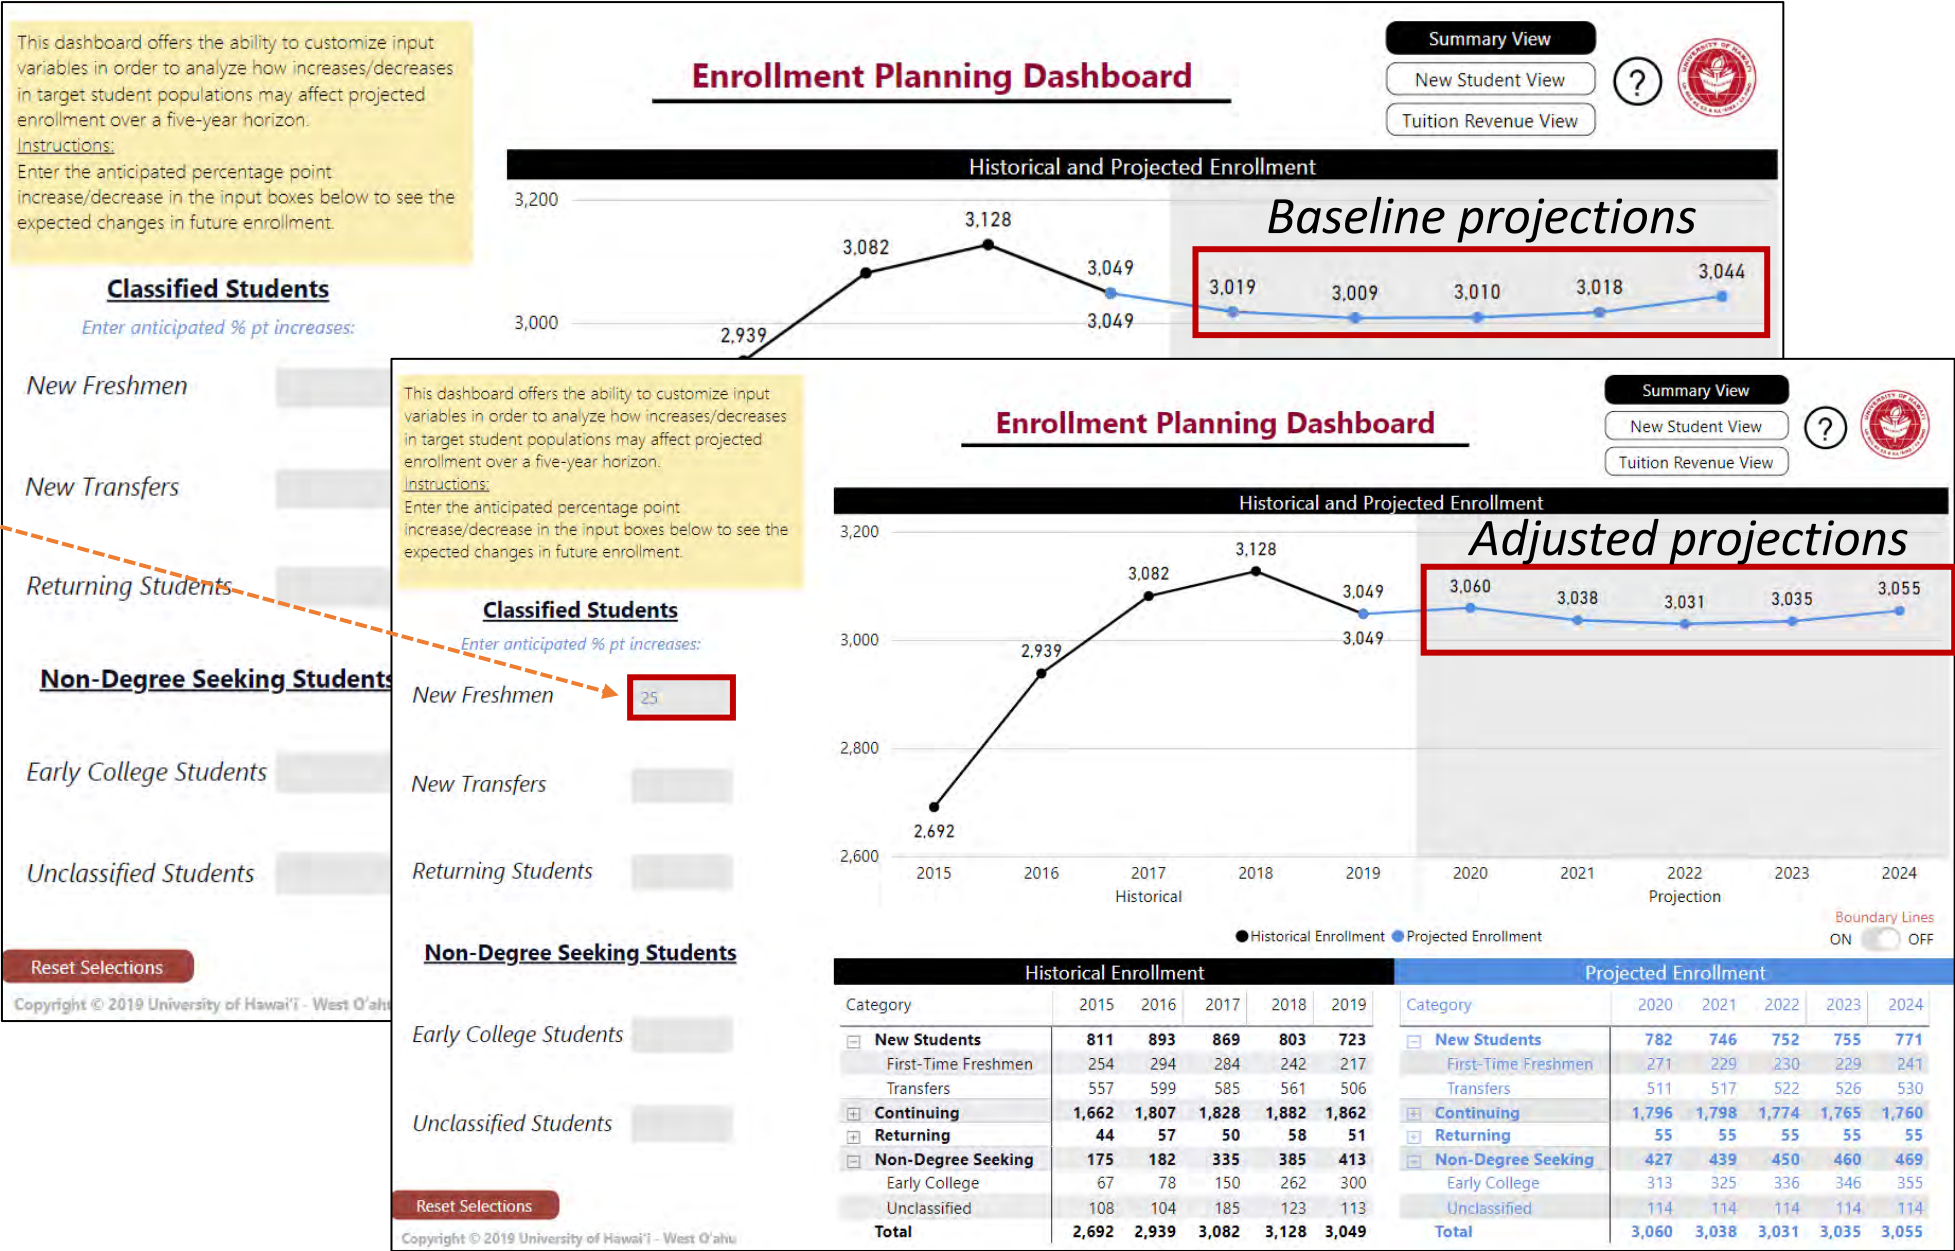 This dashboard offers the ability to customize input
variables in order to analyze how increases/decreases
in target student populations may affect projected
enrollment over a five-year horizon.
Instructions:
Enter the anticipated percentage point
increase/decrease in the input boxes below to see the
expected changes in future enrollment.
Enrollment Planning Dashboard
Summary View
New Student View
Tuition Revenue View
?
Historical and Projected Enrollment
Baseline projections
3,200
3,000
2,939
3,082
3,128
3,049
3,049
3,019
3,009
3,010
3,018
3,044
Classified Students
Enter anticipated % pt increases:
New Freshmen
New Transfers
Returning Students
Non-Degree Seeking Students
Early College Students
Unclassified Students
Reset Selections
Copyright © 2019 University of Hawai'i - West O'ahu
This dashboard offers the ability to customize input
variables in order to analyze how increases/decreases
in target student populations may affect projected
enrollment over a five-year horizon.
Instructions:
Enter the anticipated percentage point
increase/decrease in the input boxes below to see the
expected changes in future enrollment.
Enrollment Planning Dashboard
Summary View
New Student View
Tuition Revenue View
?
Classified Students
Enter anticipated % pt increases:
New Freshmen 25
New Transfers
Returning Students
Non-Degree Seeking Students
Early College Students
Unclassified Students
Reset Selections
Copyright © 2019 University of Hawai'i - West O'ahu
Historical and Projected Enrollment
Adjusted projections
3,200
3,000
2,800
2,600
2,692
2,939
3,082
3,128
3,049
3,049
3,060
3,038
3,031
3,035
3,055
2015 2016 2017 2018 2019 2020 2021 2022 2023 2024
Historical Projection
Historical Enrollment Projected Enrollment
Boundary Lines
ON OFF
Historical Enrollment Projected Enrollment
Category 2015 2016 2017 2018 2019 Category 2020 2021 2022 2023 2024
New Students 811 893 869 803 723 New Students 782 746 752 755 771
First-Time Freshmen 254 294 284 242 217 First-Time Freshmen 271 229 230 229 241
Transfers 557 599 585 561 506 Transfers 511 517 522 526 530
Continuing 1,662 1,807 1,828 1,882 1,862 Continuing 1,796 1,798 1,774 1,765 1,760
Returning 44 57 50 58 51 Returning 55 55 55 55 55
Non-Degree Seeking 175 182 335 385 413 Non-Degree Seeking 427 439 450 460 469
Early College 67 78 150 262 300 Early College 313 325 336 346 355
Unclassified 108 104 185 123 113 Unclassified 114 114 114 114 114
Total 2,692 2,939 3,082 3,128 3,049 Total 3,060 3,038 3,031 3,035 3,055